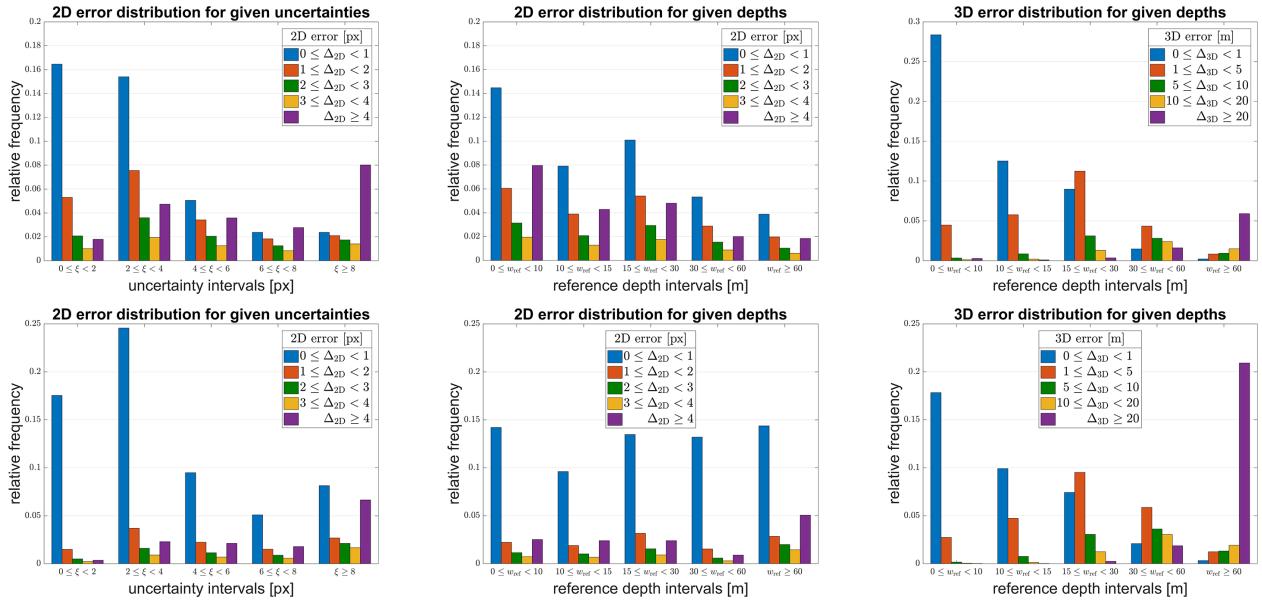 2D error distribution for given uncertainties
0.2
0.18
0.16
0.14
0.12
0.1
0.08
0.06
0.04
0.02
0
relative frequency
2D error [px]
0 ≤ Δ2D < 1
1 ≤ Δ2D < 2
2 ≤ Δ2D < 3
3 ≤ Δ2D < 4
Δ2D ≥ 4
0 ≤ ξ < 2
2 ≤ ξ < 4
4 ≤ ξ < 6
6 ≤ ξ < 8
ξ ≥ 8
uncertainty intervals [px]
2D error distribution for given depths
0.2
0.18
0.16
0.14
0.12
0.1
0.08
0.06
0.04
0.02
0
relative frequency
2D error [px]
0 ≤ Δ2D < 1
1 ≤ Δ2D < 2
2 ≤ Δ2D < 3
3 ≤ Δ2D < 4
Δ2D ≥ 4
0 ≤ wref < 10
10 ≤ wref < 15
15 ≤ wref < 30
30 ≤ wref < 60
wref ≥ 60
reference depth intervals [m]
3D error distribution for given depths
0.3
0.25
0.2
0.15
0.1
0.05
0
relative frequency
3D error [m]
0 ≤ Δ3D < 1
1 ≤ Δ3D < 5
5 ≤ Δ3D < 10
10 ≤ Δ3D < 20
Δ3D ≥ 20
0 ≤ wref < 10
10 ≤ wref < 15
15 ≤ wref < 30
30 ≤ wref < 60
wref ≥ 60
reference depth intervals [m]
2D error distribution for given uncertainties
0.25
0.2
0.15
0.1
0.05
0
relative frequency
2D error [px]
0 ≤ Δ2D < 1
1 ≤ Δ2D < 2
2 ≤ Δ2D < 3
3 ≤ Δ2D < 4
Δ2D ≥ 4
0 ≤ ξ < 2
2 ≤ ξ < 4
4 ≤ ξ < 6
6 ≤ ξ < 8
ξ ≥ 8
uncertainty intervals [px]
2D error distribution for given depths
0.25
0.2
0.15
0.1
0.05
0
relative frequency
2D error [px]
0 ≤ Δ2D < 1
1 ≤ Δ2D < 2
2 ≤ Δ2D < 3
3 ≤ Δ2D < 4
Δ2D ≥ 4
0 ≤ wref < 10
10 ≤ wref < 15
15 ≤ wref < 30
30 ≤ wref < 60
wref ≥ 60
reference depth intervals [m]
3D error distribution for given depths
0.25
0.2
0.15
0.1
0.05
0
relative frequency
3D error [m]
0 ≤ Δ3D < 1
1 ≤ Δ3D < 5
5 ≤ Δ3D < 10
10 ≤ Δ3D < 20
Δ3D ≥ 20
0 ≤ wref < 10
10 ≤ wref < 15
15 ≤ wref < 30
30 ≤ wref < 60
wref ≥ 60
reference depth intervals [m]